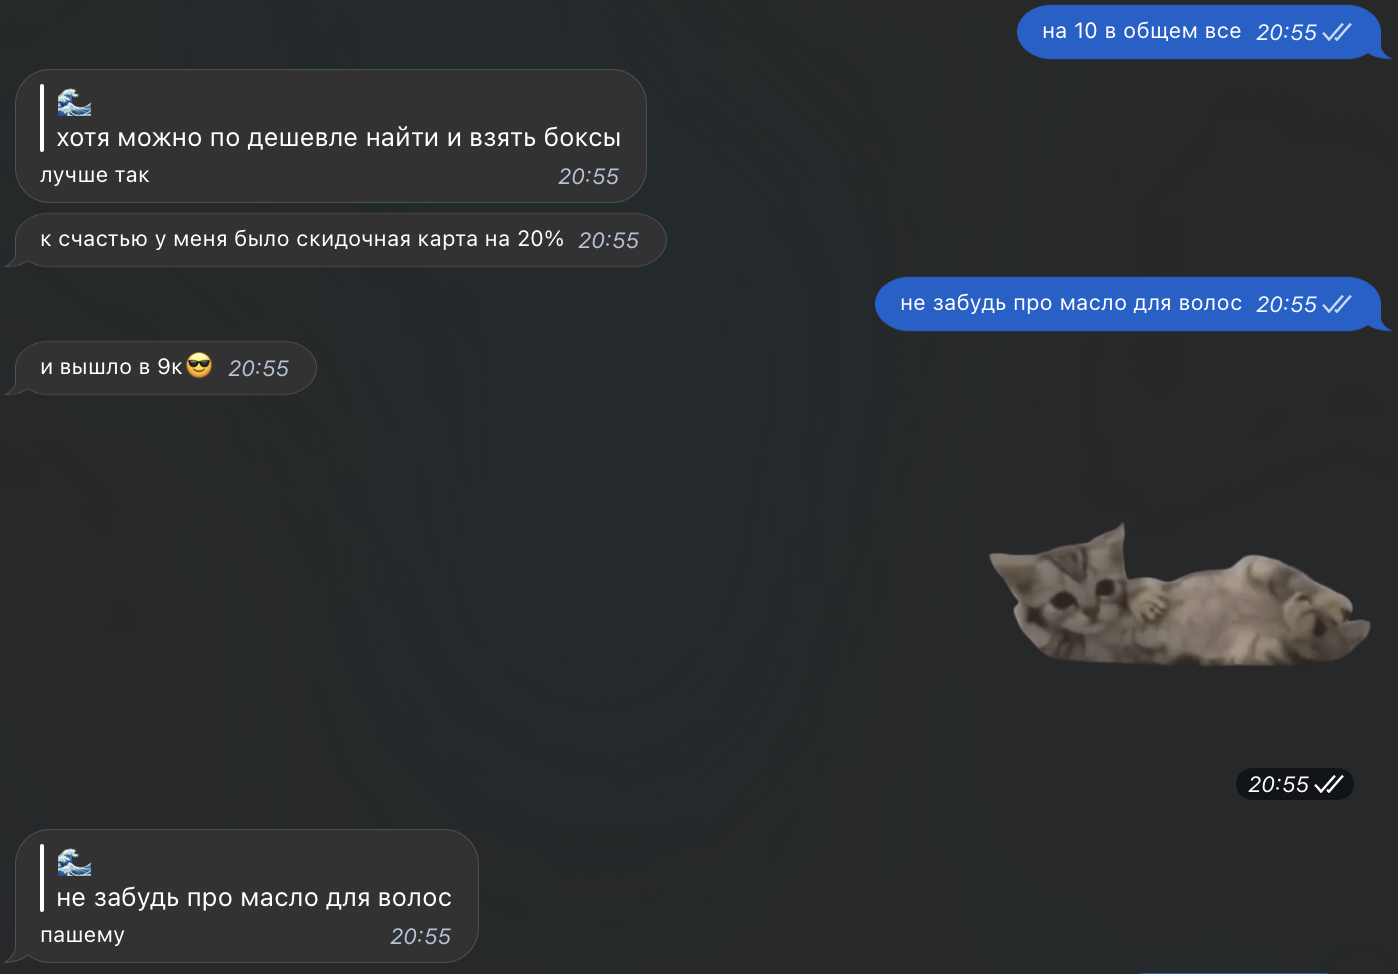 на 10 в общем все 20:55
🌊
хотя можно по дешевле найти и взять боксы
лучше так 20:55
к счастью у меня было скидочная карта на 20% 20:55
не забудь про масло для волос 20:55
и вышло в 9к😎 20:55
20:55
🌊
не забудь про масло для волос
пашему 20:55